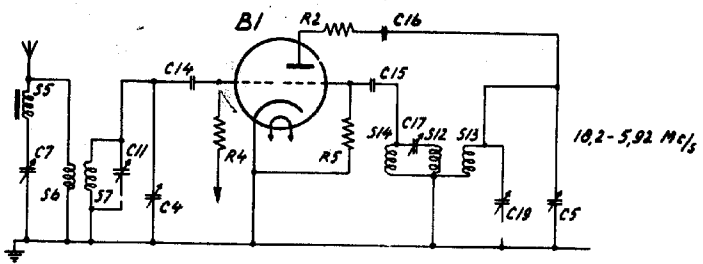 B1
R2
C16
C14
C15
S5
C7
S6
S7
C11
C4
R4
R5
S14
C17
S12
S13
C19
C5
18,2-5,92 Mc/s